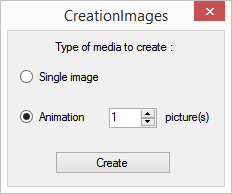 CreationImages
Type of media to create :
Single image
Animation 1 picture(s)
Create